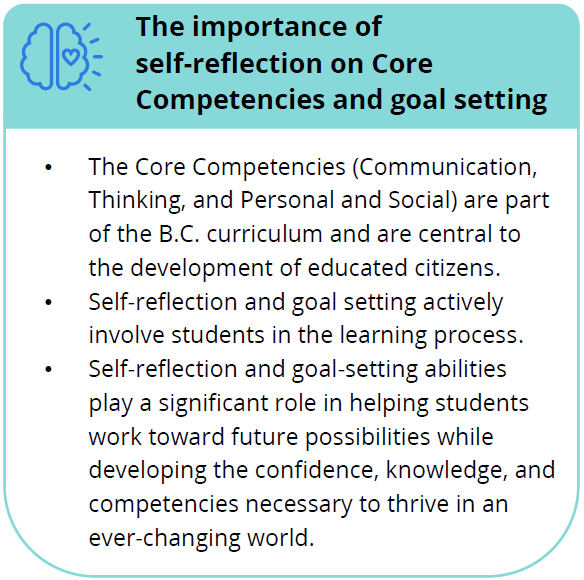 The importance of
self-reflection on Core
Competencies and goal setting
• The Core Competencies (Communication,
Thinking, and Personal and Social) are part
of the B.C. curriculum and are central to
the development of educated citizens.
• Self-reflection and goal setting actively
involve students in the learning process.
• Self-reflection and goal-setting abilities
play a significant role in helping students
work toward future possibilities while
developing the confidence, knowledge, and
competencies necessary to thrive in an
ever-changing world.